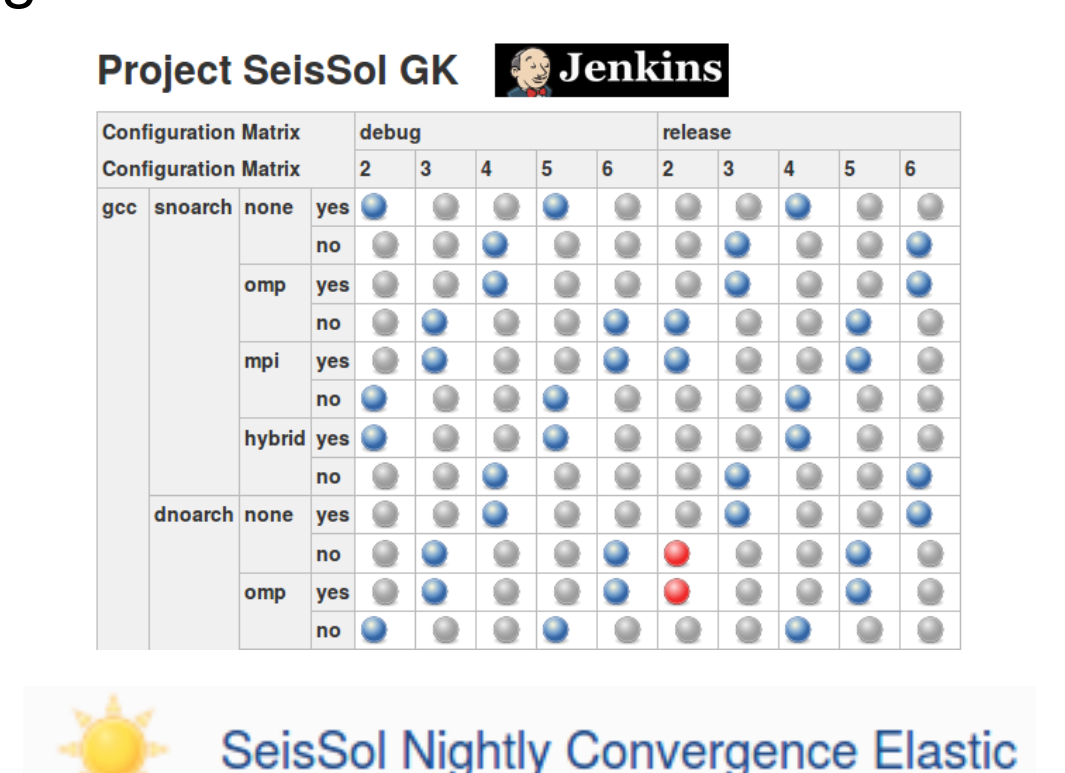 Project SeisSol GK Jenkins
Configuration Matrix debug release
Configuration Matrix 2 3 4 5 6 2 3 4 5 6
gcc snoarch none yes
no
omp yes
no
mpi yes
no
hybrid yes
no
dnoarch none yes
no
omp yes
no
SeisSol Nightly Convergence Elastic